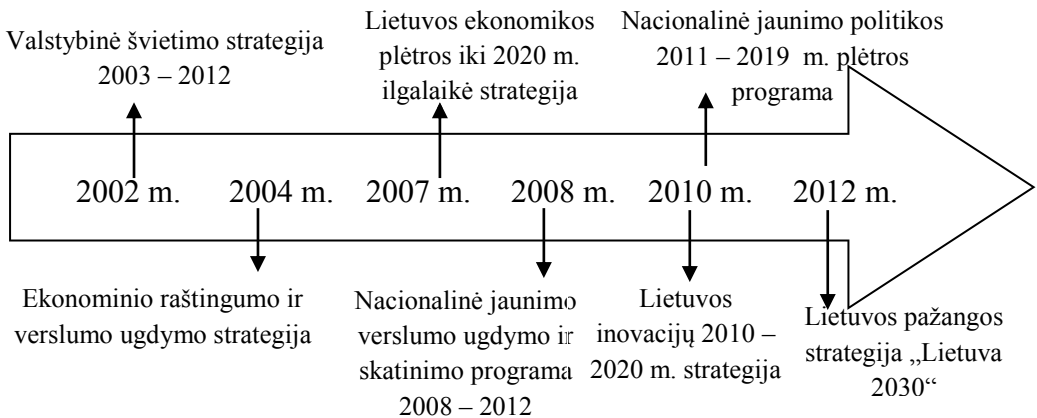 Valstybinė švietimo strategija
2003 – 2012
Lietuvos ekonomikos
plėtros iki 2020 m.
ilgalaikė strategija
Nacionalinė jaunimo politikos
2011 – 2019 m. plėtros
programa
2002 m.
2004 m.
2007 m.
2008 m.
2010 m.
2012 m.
Ekonominio raštingumo ir
verslumo ugdymo strategija
Nacionalinė jaunimo
verslumo ugdymo ir
skatinimo programa
2008 – 2012
Lietuvos
inovacijų 2010 –
2020 m. strategija
Lietuvos pažangos
strategija „Lietuva
2030“